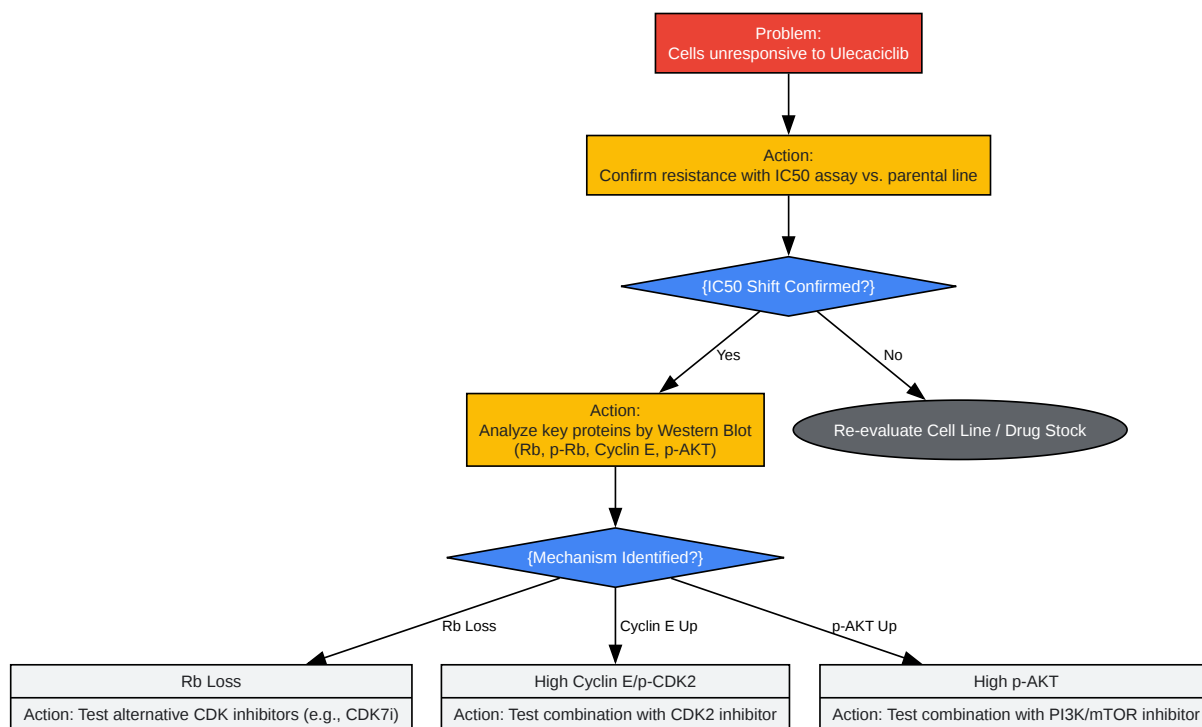 Problem:
Cells unresponsive to Ulecaciclib
Action:
Confirm resistance with IC50 assay vs. parental line
{IC50 Shift Confirmed?}
Yes
No
Action:
Analyze key proteins by Western Blot
(Rb, p-Rb, Cyclin E, p-AKT)
Re-evaluate Cell Line / Drug Stock
{Mechanism Identified?}
Rb Loss
Cyclin E Up
p-AKT Up
Rb Loss
Action: Test alternative CDK inhibitors (e.g., CDK7i)
High Cyclin E/p-CDK2
Action: Test combination with CDK2 inhibitor
High p-AKT
Action: Test combination with PI3K/mTOR inhibitor